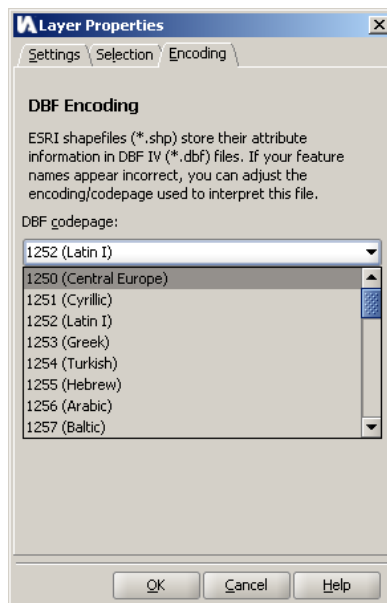 Layer Properties
Settings Selection Encoding
DBF Encoding
ESRI shapefiles (*.shp) store their attribute
information in DBF IV (*.dbf) files. If your feature
names appear incorrect, you can adjust the
encoding/codepage used to interpret this file.
DBF codepage:
1252 (Latin I)
1250 (Central Europe)
1251 (Cyrillic)
1252 (Latin I)
1253 (Greek)
1254 (Turkish)
1255 (Hebrew)
1256 (Arabic)
1257 (Baltic)
OK Cancel Help